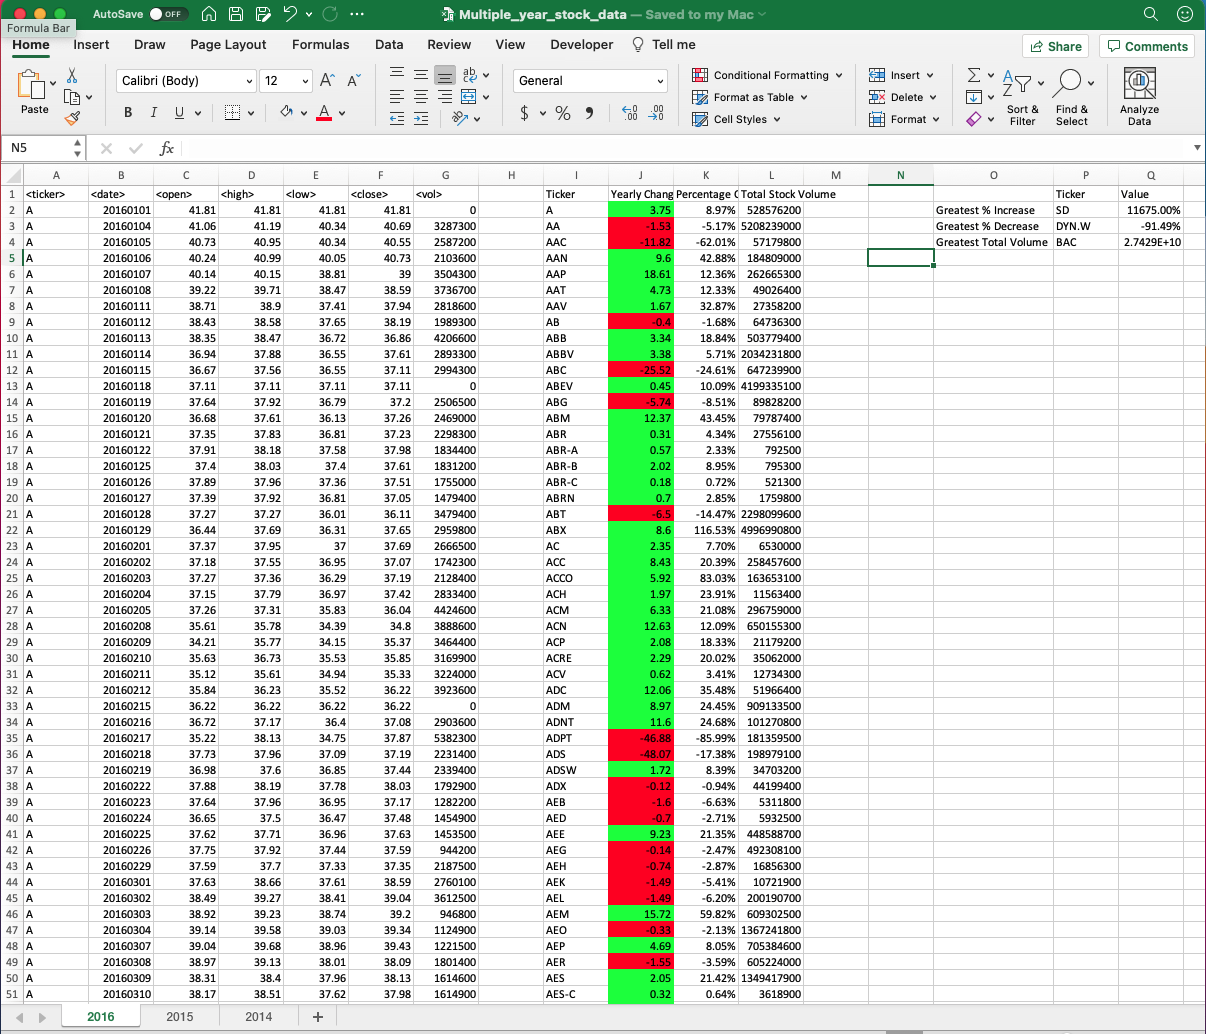 AutoSave OFF Multiple_year_stock_data — Saved to my Mac
Formula Bar
Home Insert Draw Page Layout Formulas Data Review View Developer Tell me Share Comments
Paste
Calibri (Body) 12
B I U
General
$ % 9
Conditional Formatting
Format as Table
Cell Styles
Insert
Delete
Format
Sort & Filter
Find & Select
Analyze Data
N5 fx
A B C D E F G H I J K L M N O P Q
1 <ticker> <date> <open> <high> <low> <close> <vol> Ticker Yearly Chang Percentage C Total Stock Volume Ticker Value
2 A 20160101 41.81 41.81 41.81 41.81 0 A 3.75 8.97% 528576200 Greatest % Increase SD 11675.00%
3 A 20160104 41.06 41.19 40.34 40.69 3287300 AA -1.53 -5.17% 5208239000 Greatest % Decrease DYN.W -91.49%
4 A 20160105 40.73 40.95 40.34 40.55 2587200 AAC -11.82 -62.01% 57179800 Greatest Total Volume BAC 2.7429E+10
5 A 20160106 40.24 40.99 40.05 40.73 2103600 AAN 9.6 42.88% 184809000
6 A 20160107 40.14 40.15 38.81 39 3504300 AAP 18.61 12.36% 262665300
7 A 20160108 39.22 39.71 38.47 38.59 3736700 AAT 4.73 12.33% 49026400
8 A 20160111 38.71 38.9 37.41 37.94 2818600 AAV 1.67 32.87% 27358200
9 A 20160112 38.43 38.58 37.65 38.19 1989300 AB -0.4 -1.68% 64736300
10 A 20160113 38.35 38.47 36.72 36.86 4206600 ABB 3.34 18.84% 503779400
11 A 20160114 36.94 37.88 36.55 37.61 2893300 ABBV 3.38 5.71% 2034231800
12 A 20160115 36.67 37.56 36.55 37.11 2994300 ABC -25.52 -24.61% 647239900
13 A 20160118 37.11 37.11 37.11 37.11 0 ABEV 0.45 10.09% 4199335100
14 A 20160119 37.64 37.92 36.79 37.2 2506500 ABG -5.74 -8.51% 89828200
15 A 20160120 36.68 37.61 36.13 37.26 2469000 ABM 12.37 43.45% 79787400
16 A 20160121 37.35 37.83 36.81 37.23 2298300 ABR 0.31 4.34% 27556100
17 A 20160122 37.91 38.18 37.58 37.98 1834400 ABR-A 0.57 2.33% 792500
18 A 20160125 37.4 38.03 37.4 37.61 1831200 ABR-B 2.02 8.95% 795300
19 A 20160126 37.89 37.96 37.36 37.51 1755000 ABR-C 0.18 0.72% 521300
20 A 20160127 37.39 37.92 36.81 37.05 1479400 ABRN 0.7 2.85% 1759800
21 A 20160128 37.27 37.27 36.01 36.11 3479400 ABT -6.5 -14.47% 2298099600
22 A 20160129 36.44 37.69 36.31 37.65 2959800 ABX 8.6 116.53% 4996990800
23 A 20160201 37.37 37.95 37 37.69 2666500 AC 2.35 7.70% 6530000
24 A 20160202 37.18 37.55 36.95 37.07 1742300 ACC 8.43 20.39% 258457600
25 A 20160203 37.27 37.36 36.29 37.19 2128400 ACCO 5.92 83.03% 163653100
26 A 20160204 37.15 37.79 36.97 37.42 2833400 ACH 1.97 23.91% 11563400
27 A 20160205 37.26 37.31 35.83 36.04 4424600 ACM 6.33 21.08% 296759000
28 A 20160208 35.61 35.78 34.39 34.8 3888600 ACN 12.63 12.09% 650155300
29 A 20160209 34.21 35.77 34.15 35.37 3464400 ACP 2.08 18.33% 21179200
30 A 20160210 35.63 36.73 35.53 35.85 3169900 ACRE 2.29 20.02% 35062000
31 A 20160211 35.12 35.61 34.94 35.33 3224000 ACV 0.62 3.41% 12734300
32 A 20160212 35.84 36.23 35.52 36.22 3923600 ADC 12.06 35.48% 51966400
33 A 20160215 36.22 36.22 36.22 36.22 0 ADM 8.97 24.45% 909133500
34 A 20160216 36.72 37.17 36.4 37.08 2903600 ADNT 11.6 24.68% 101270800
35 A 20160217 35.22 38.13 34.75 37.87 5382300 ADPT -46.88 -85.99% 181359500
36 A 20160218 37.73 37.96 37.09 37.19 2231400 ADS -48.07 -17.38% 198979100
37 A 20160219 36.98 37.6 36.85 37.44 2339400 ADSW 1.72 8.39% 34703200
38 A 20160222 37.88 38.19 37.78 38.03 1792900 ADX -0.12 -0.94% 44199400
39 A 20160223 37.64 37.96 36.95 37.17 1282200 AEB -1.6 -6.63% 5311800
40 A 20160224 36.65 37.5 36.47 37.48 1454900 AED -0.7 -2.71% 5932500
41 A 20160225 37.62 37.71 36.96 37.63 1453500 AEE 9.23 21.35% 448588700
42 A 20160226 37.75 37.92 37.44 37.59 944200 AEG -0.14 -2.47% 492308100
43 A 20160229 37.59 37.7 37.33 37.35 2187500 AEH -0.74 -2.87% 16856300
44 A 20160301 37.63 38.66 37.61 38.59 2760100 AEK -1.49 -5.41% 10721900
45 A 20160302 38.49 39.27 38.41 39.04 3612500 AEL -1.49 -6.20% 200190700
46 A 20160303 38.92 39.23 38.74 39.2 946800 AEM 15.72 59.82% 609302500
47 A 20160304 39.14 39.58 39.03 39.34 1124900 AEO -0.33 -2.13% 1367241800
48 A 20160307 39.04 39.68 38.96 39.43 1221500 AEP 4.69 8.05% 705384600
49 A 20160308 38.97 39.13 38.01 38.09 1801400 AER -1.55 -3.59% 605224000
50 A 20160309 38.31 38.4 37.96 38.13 1614600 AES 2.05 21.42% 1349417900
51 A 20160310 38.17 38.51 37.62 37.98 1614900 AES-C 0.32 0.64% 3618900
2016 2015 2014 +